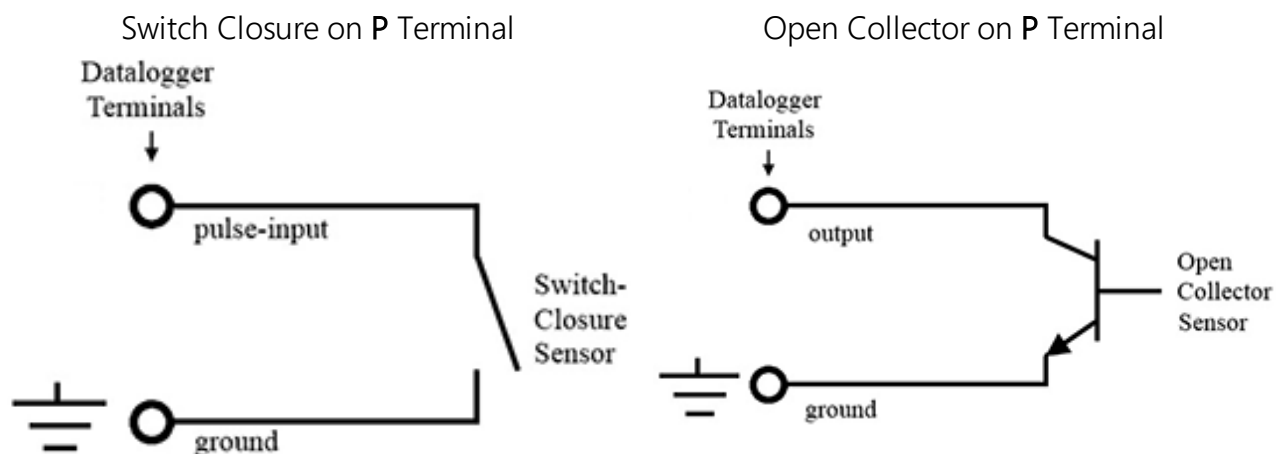 Switch Closure on P Terminal
Datalogger
Terminals
pulse-input
Switch-
Closure
Sensor
ground
Open Collector on P Terminal
Datalogger
Terminals
output
Open
Collector
Sensor
ground